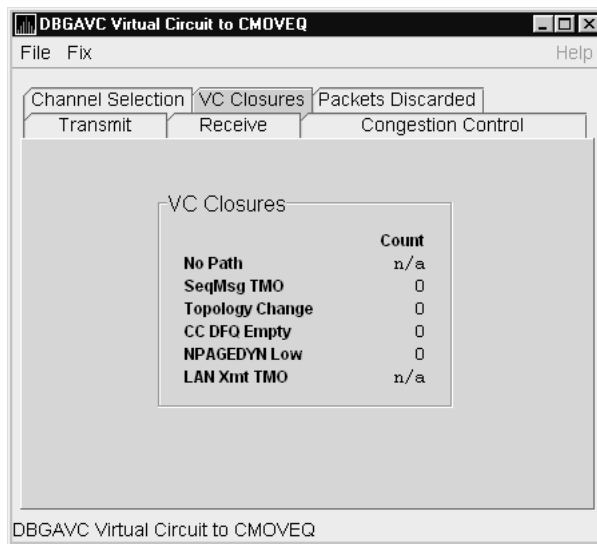 DBGAVC Virtual Circuit to CMOVEQ
File Fix Help
Channel Selection VC Closures Packets Discarded
Transmit Receive Congestion Control
VC Closures
Count
No Path n/a
SeqMsg TMO 0
Topology Change 0
CC DFQ Empty 0
NPAGEDYN Low 0
LAN Xmt TMO n/a
DBGAVC Virtual Circuit to CMOVEQ